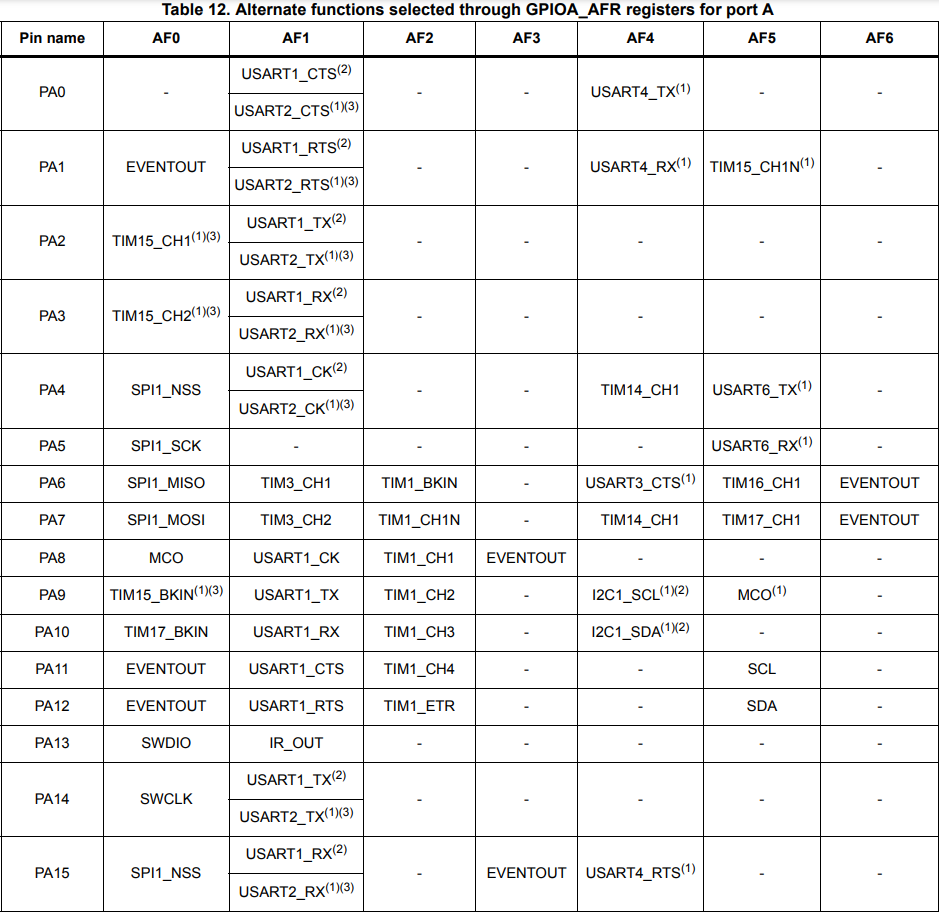 Table 12. Alternate functions selected through GPIOA_AFR registers for port A
Pin name AF0 AF1 AF2 AF3 AF4 AF5 AF6
PA0 - USART1_CTS(2) - - USART4_TX(1) - -
USART2_CTS(1)(3)
PA1 EVENTOUT USART1_RTS(2) - - USART4_RX(1) TIM15_CH1N(1) -
USART2_RTS(1)(3)
PA2 TIM15_CH1(1)(3) USART1_TX(2) - - - - -
USART2_TX(1)(3)
PA3 TIM15_CH2(1)(3) USART1_RX(2) - - - - -
USART2_RX(1)(3)
PA4 SPI1_NSS USART1_CK(2) - - TIM14_CH1 USART6_TX(1) -
USART2_CK(1)(3)
PA5 SPI1_SCK - - - - USART6_RX(1) -
PA6 SPI1_MISO TIM3_CH1 TIM1_BKIN - USART3_CTS(1) TIM16_CH1 EVENTOUT
PA7 SPI1_MOSI TIM3_CH2 TIM1_CH1N - TIM14_CH1 TIM17_CH1 EVENTOUT
PA8 MCO USART1_CK TIM1_CH1 EVENTOUT - - -
PA9 TIM15_BKIN(1)(3) USART1_TX TIM1_CH2 - I2C1_SCL(1)(2) MCO(1) -
PA10 TIM17_BKIN USART1_RX TIM1_CH3 - I2C1_SDA(1)(2) - -
PA11 EVENTOUT USART1_CTS TIM1_CH4 - - SCL -
PA12 EVENTOUT USART1_RTS TIM1_ETR - - SDA -
PA13 SWDIO IR_OUT - - - - -
PA14 SWCLK USART1_TX(2) - - - - -
USART2_TX(1)(3)
PA15 SPI1_NSS USART1_RX(2) - EVENTOUT USART4_RTS(1) - -
USART2_RX(1)(3)